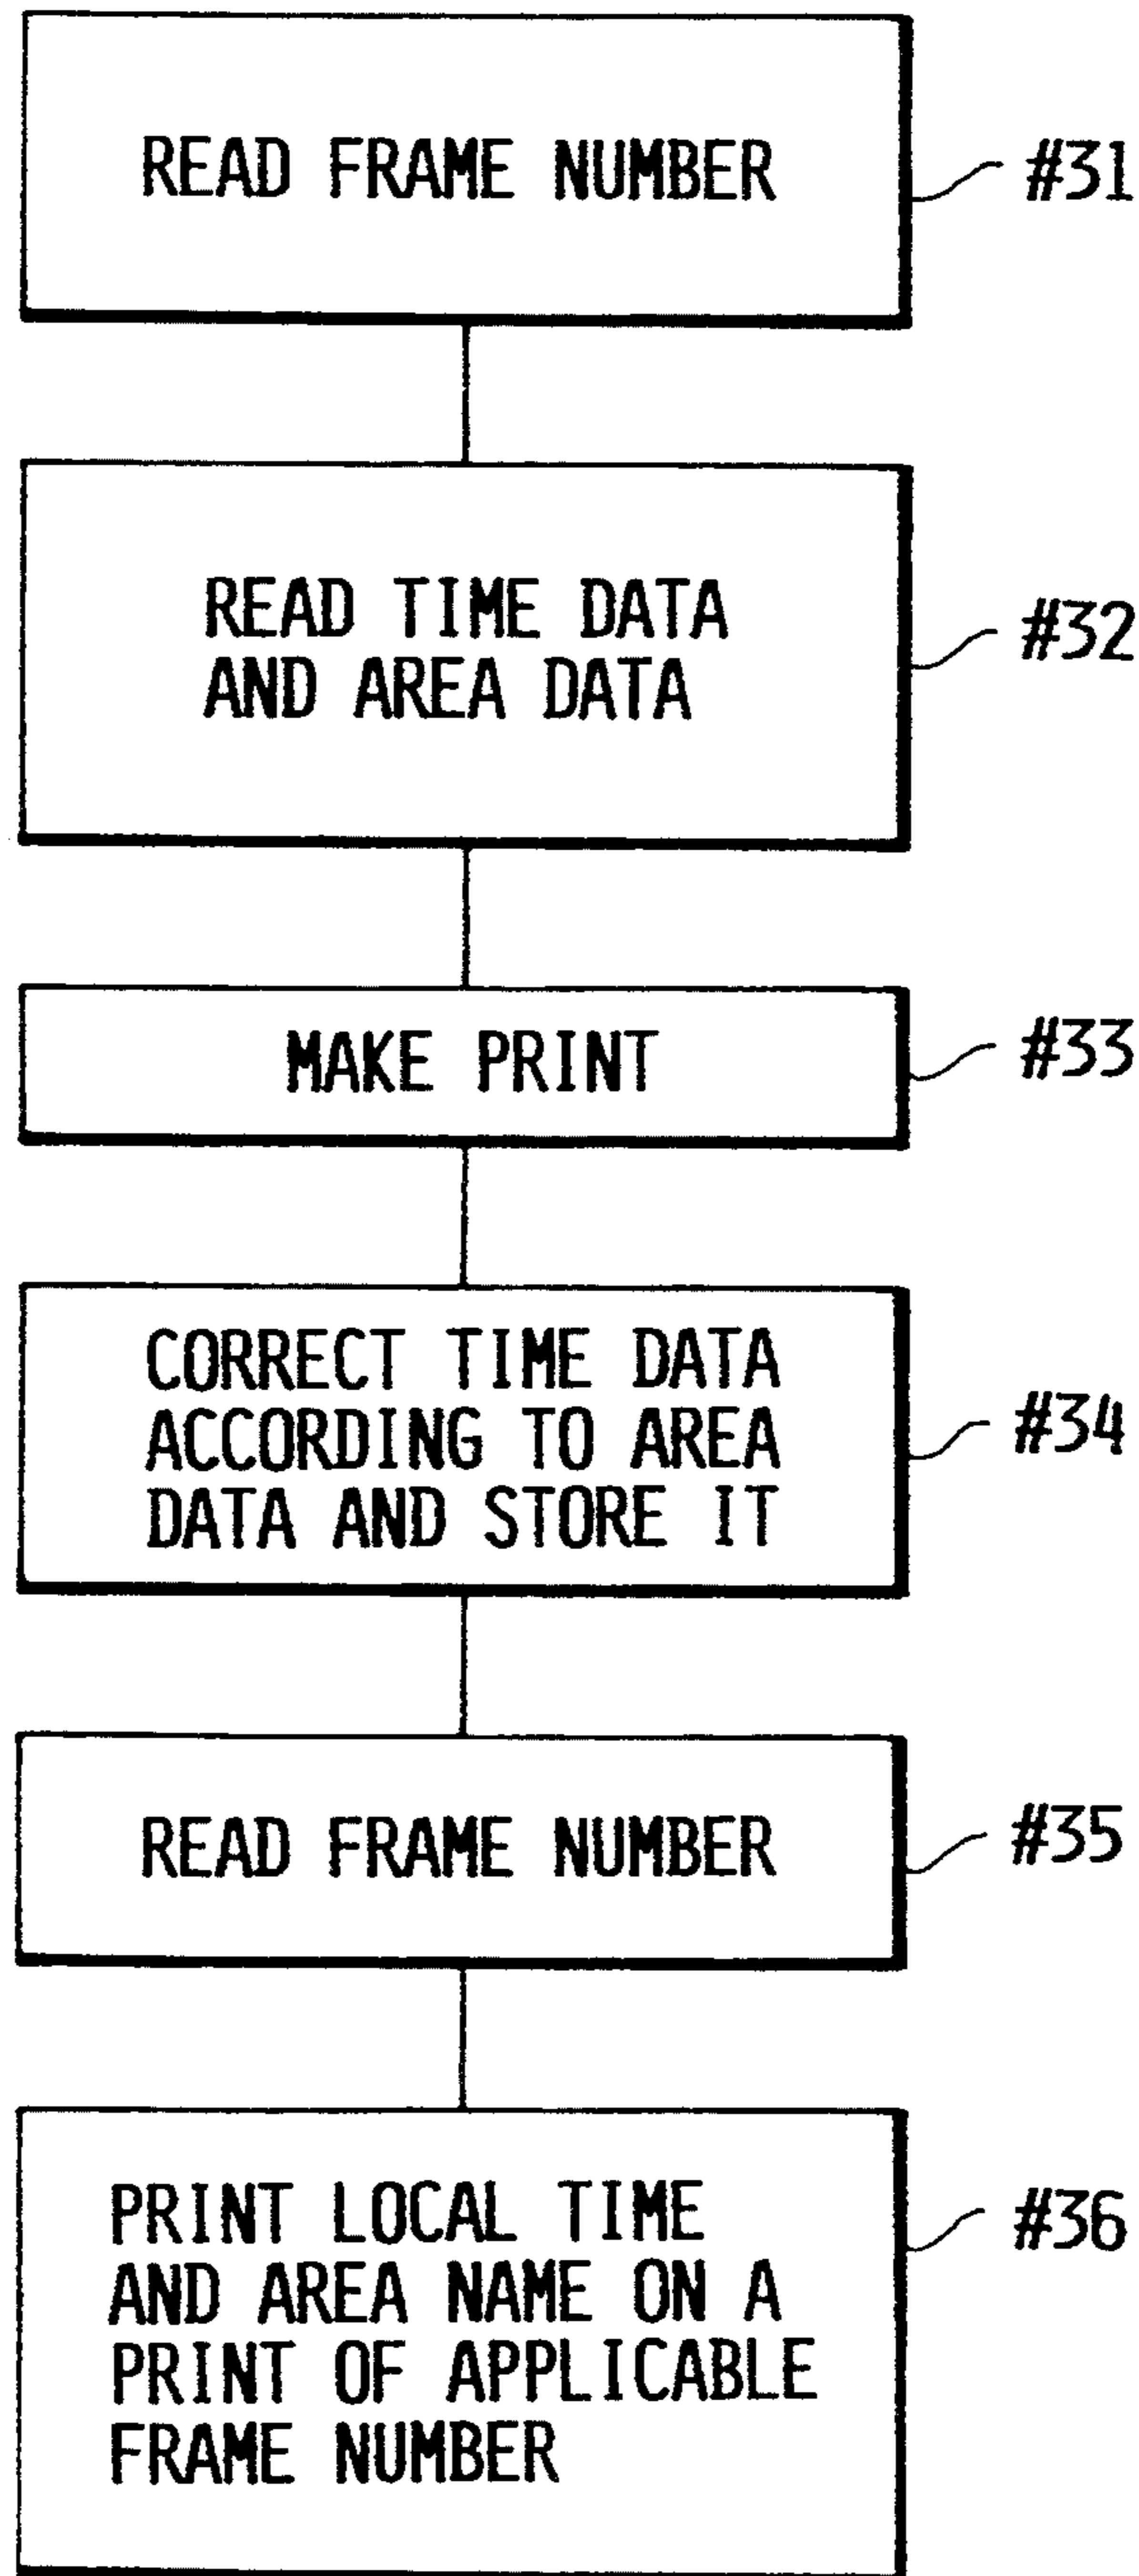 READ FRAME NUMBER
#31
READ TIME DATA
AND AREA DATA
#32
MAKE PRINT
#33
CORRECT TIME DATA
ACCORDING TO AREA
DATA AND STORE IT
#34
READ FRAME NUMBER
#35
PRINT LOCAL TIME
AND AREA NAME ON A
PRINT OF APPLICABLE
FRAME NUMBER
#36